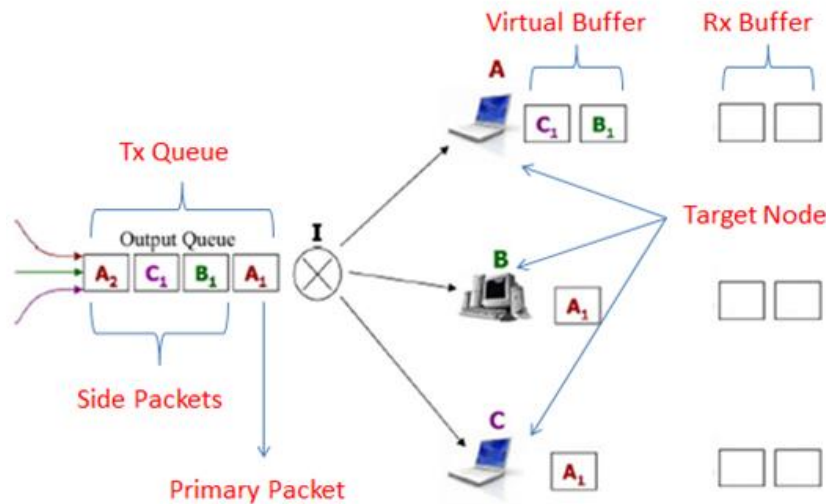 Virtual Buffer
Rx Buffer
A
C₁ B₁
Tx Queue
Output Queue
I
Target Node
A₂ C₁ B₁ A₁
B
A₁
Side Packets
C
A₁
Primary Packet